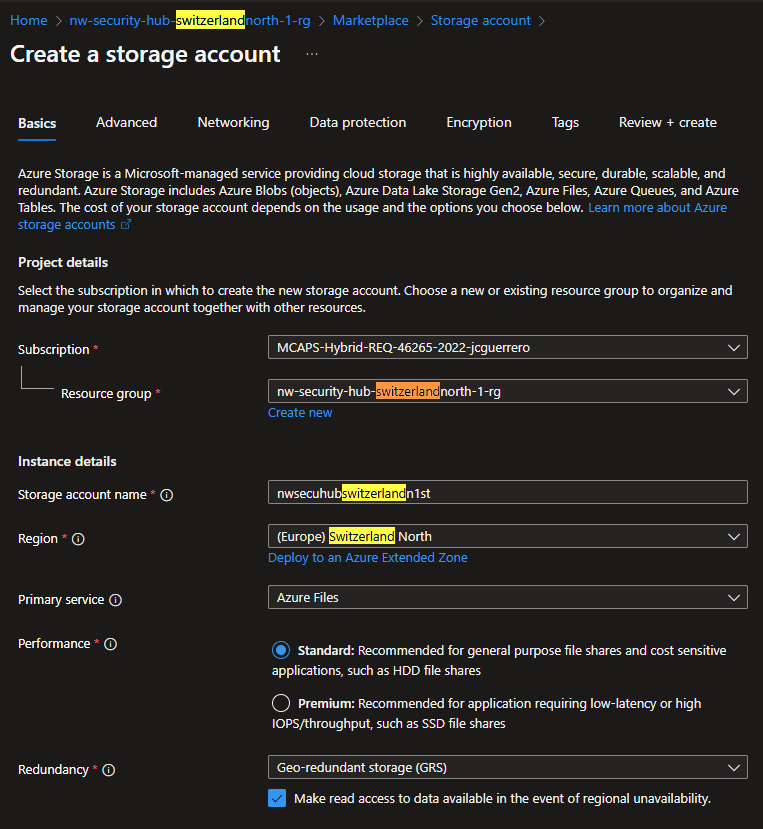 Home > nw-security-hub-switzerlandnorth-1-rg > Marketplace > Storage account >
Create a storage account ...
Basics Advanced Networking Data protection Encryption Tags Review + create
Azure Storage is a Microsoft-managed service providing cloud storage that is highly available, secure, durable, scalable, and
redundant. Azure Storage includes Azure Blobs (objects), Azure Data Lake Storage Gen2, Azure Files, Azure Queues, and Azure
Tables. The cost of your storage account depends on the usage and the options you choose below. Learn more about Azure
storage accounts
Project details
Select the subscription in which to create the new storage account. Choose a new or existing resource group to organize and
manage your storage account together with other resources.
Subscription * MCAPS-Hybrid-REQ-46265-2022-jcguerrero
Resource group * nw-security-hub-switzerlandnorth-1-rg
Create new
Instance details
Storage account name * nwsecuhubswitzerlandn1st
Region * (Europe) Switzerland North
Deploy to an Azure Extended Zone
Primary service Azure Files
Performance * Standard: Recommended for general purpose file shares and cost sensitive
applications, such as HDD file shares
Premium: Recommended for application requiring low-latency or high
IOPS/throughput, such as SSD file shares
Redundancy * Geo-redundant storage (GRS)
Make read access to data available in the event of regional unavailability.